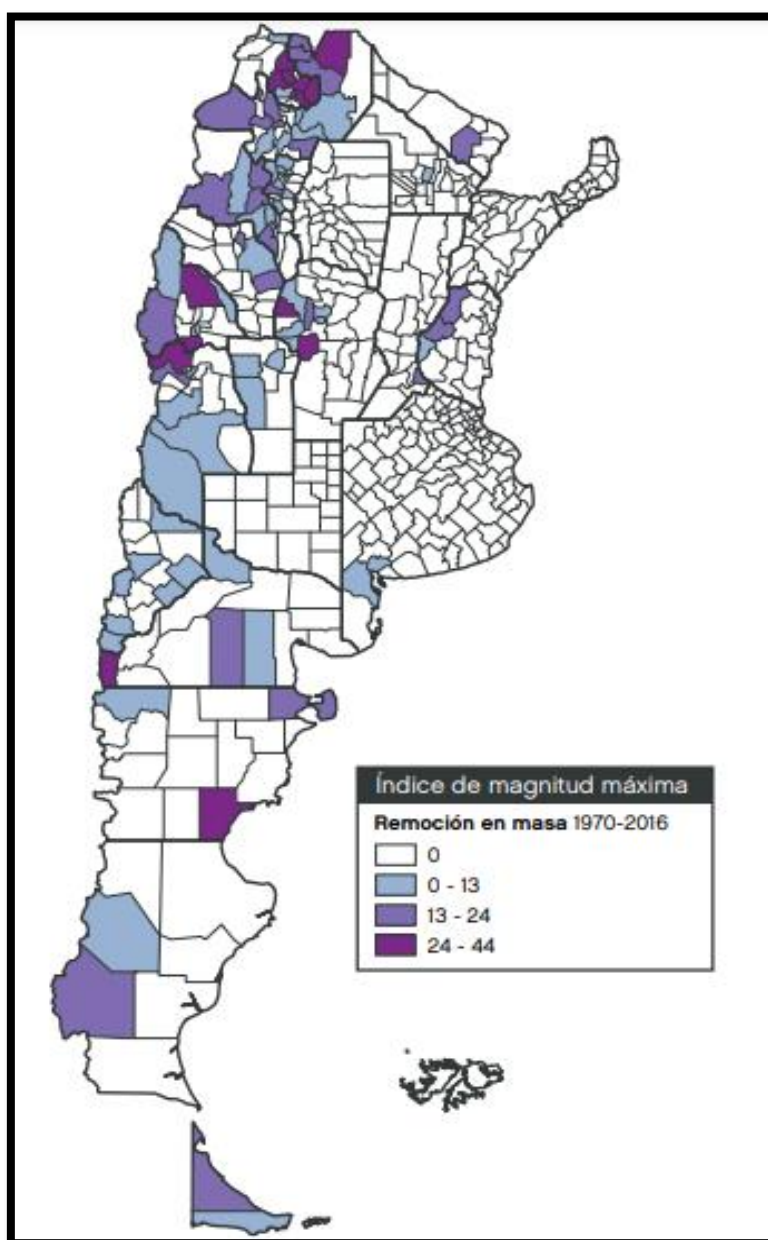 Índice de magnitud máxima
Remoción en masa 1970-2016
0
0 - 13
13 - 24
24 - 44